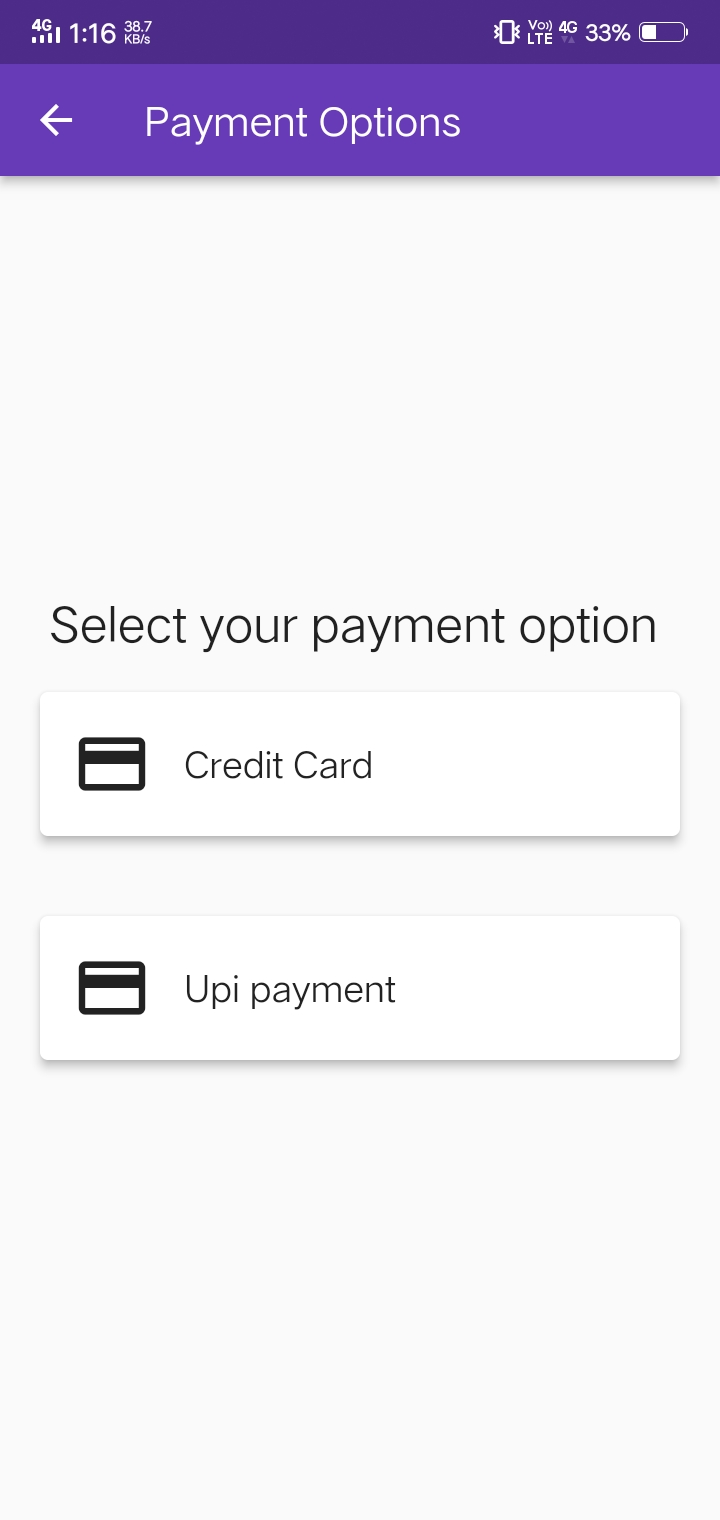 4G 1:16 38.7 KB/s Vo)) LTE 4G 33%
Payment Options
Select your payment option
Credit Card
Upi payment